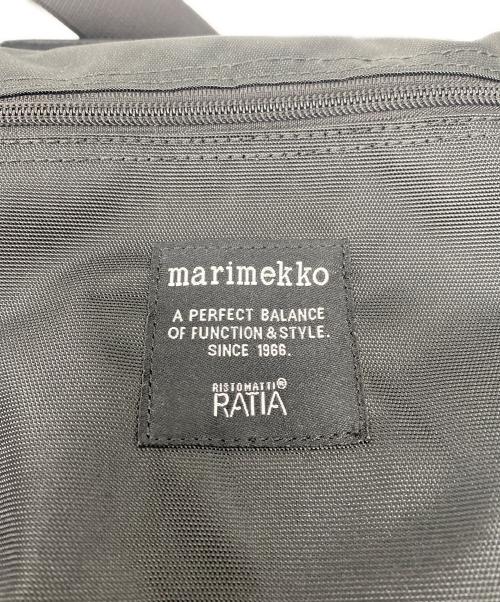 marimekko
A PERFECT BALANCE
OF FUNCTION & STYLE.
SINCE 1966.
RISTOMATTI®
RATIA